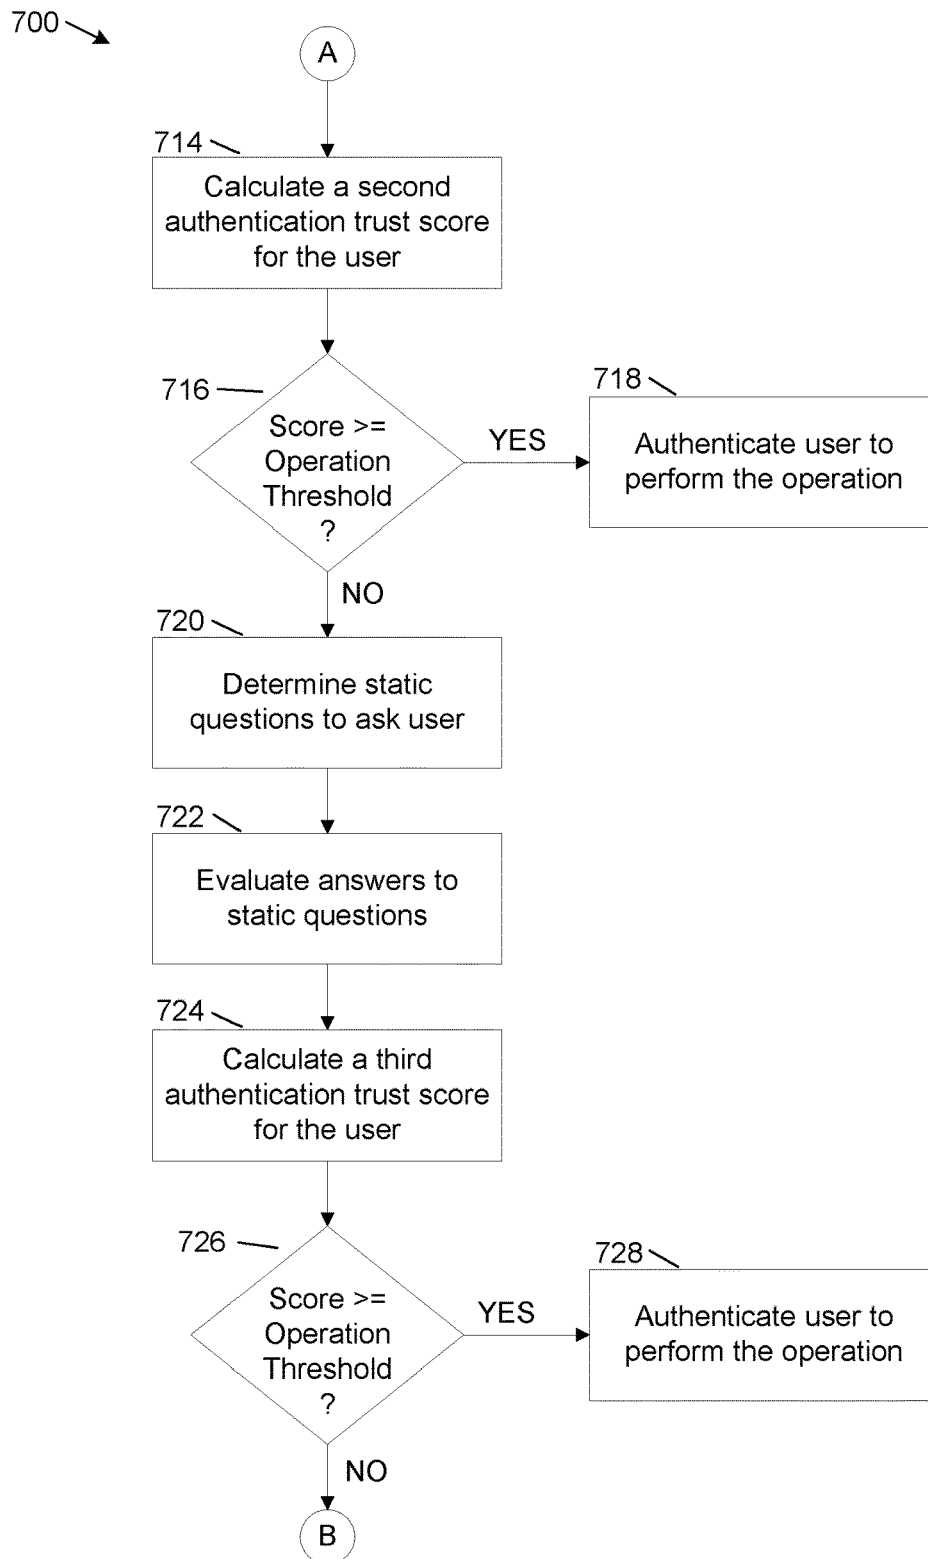 700
A
714
Calculate a second
authentication trust score
for the user
716
Score >=
Operation
Threshold
?
YES
718
Authenticate user to
perform the operation
NO
720
Determine static
questions to ask user
722
Evaluate answers to
static questions
724
Calculate a third
authentication trust score
for the user
726
Score >=
Operation
Threshold
?
YES
728
Authenticate user to
perform the operation
NO
B